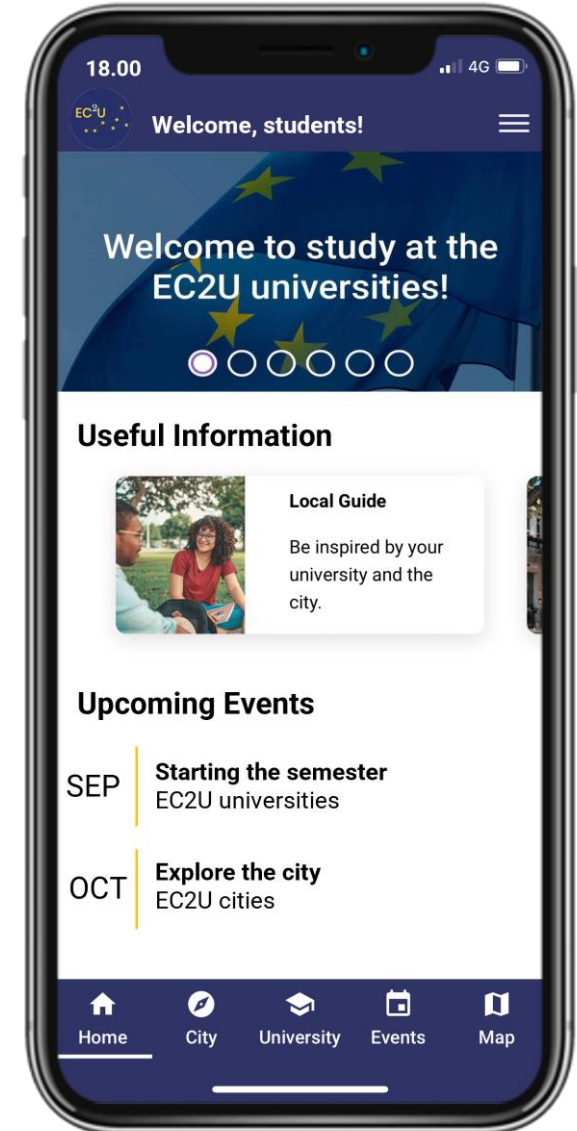 18.00
4G
EC²U
Welcome, students!
Welcome to study at the
EC2U universities!
Useful Information
Local Guide
Be inspired by your
university and the
city.
Upcoming Events
SEP
Starting the semester
EC2U universities
OCT
Explore the city
EC2U cities
Home
City
University
Events
Map